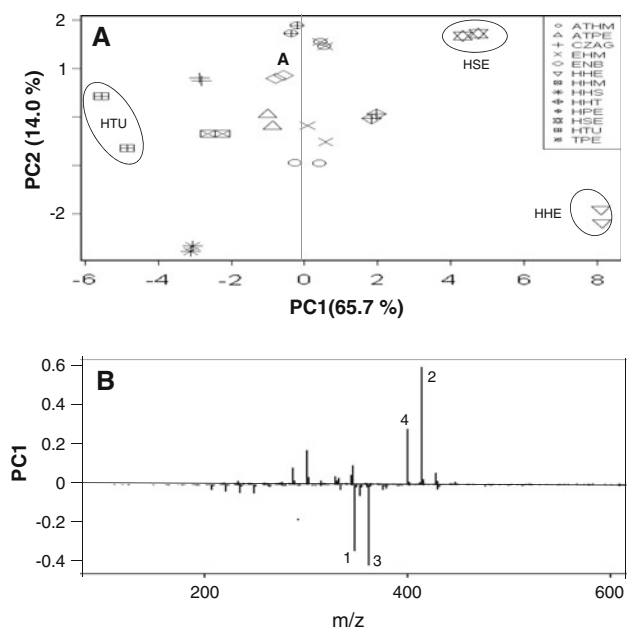 A
2
1
-2
PC2 (14.0 %)
-6
-4
-2
0
2
4
6
8
PC1(65.7 %)
HTU
A
HSE
HHE
ATHM
ATPE
CZAG
EHM
ENB
HHE
HHM
HHS
HHT
HPE
HSE
HTU
TPE
B
0.6
0.4
0.2
0
-0.2
-0.4
PC1
2
4
1
3
200
400
600
m/z